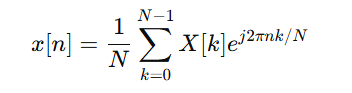 x[n] = \frac{1}{N} \sum_{k=0}^{N-1} X[k] e^{j2\pi nk/N}